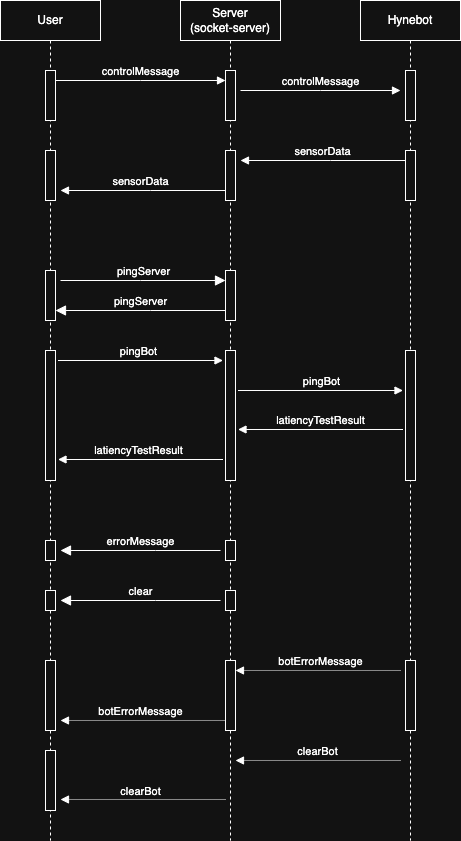 User
Server
(socket-server)
Hynebot
controlMessage
controlMessage
sensorData
sensorData
pingServer
pingServer
pingBot
pingBot
latiencyTestResult
latiencyTestResult
errorMessage
clear
botErrorMessage
botErrorMessage
clearBot
clearBot